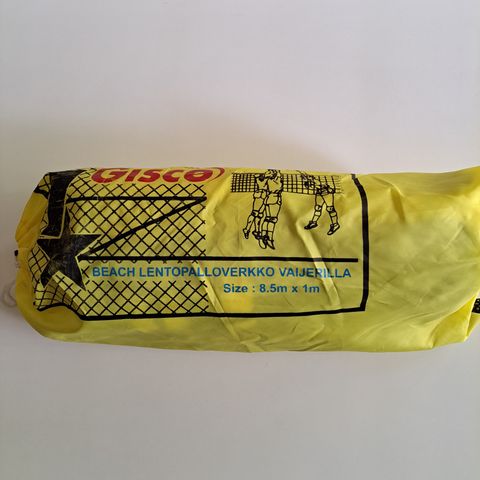 Gisco
BEACH LENTOPALLOVERKKO VAIJERILLA
Size : 8.5m x 1m